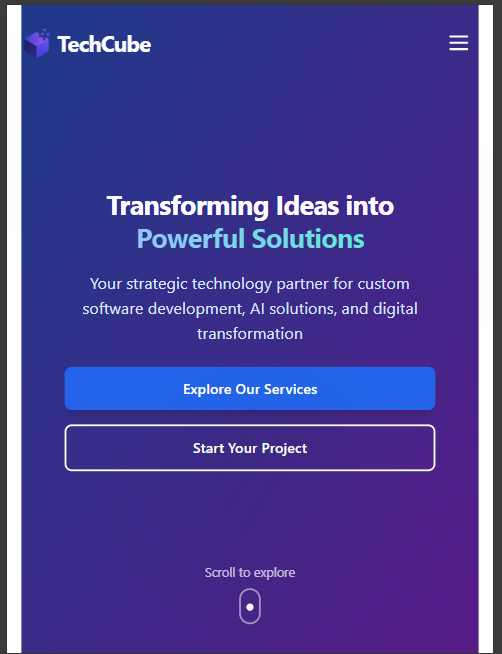 TechCube
Transforming Ideas into
Powerful Solutions
Your strategic technology partner for custom
software development, AI solutions, and digital
transformation
Explore Our Services
Start Your Project
Scroll to explore